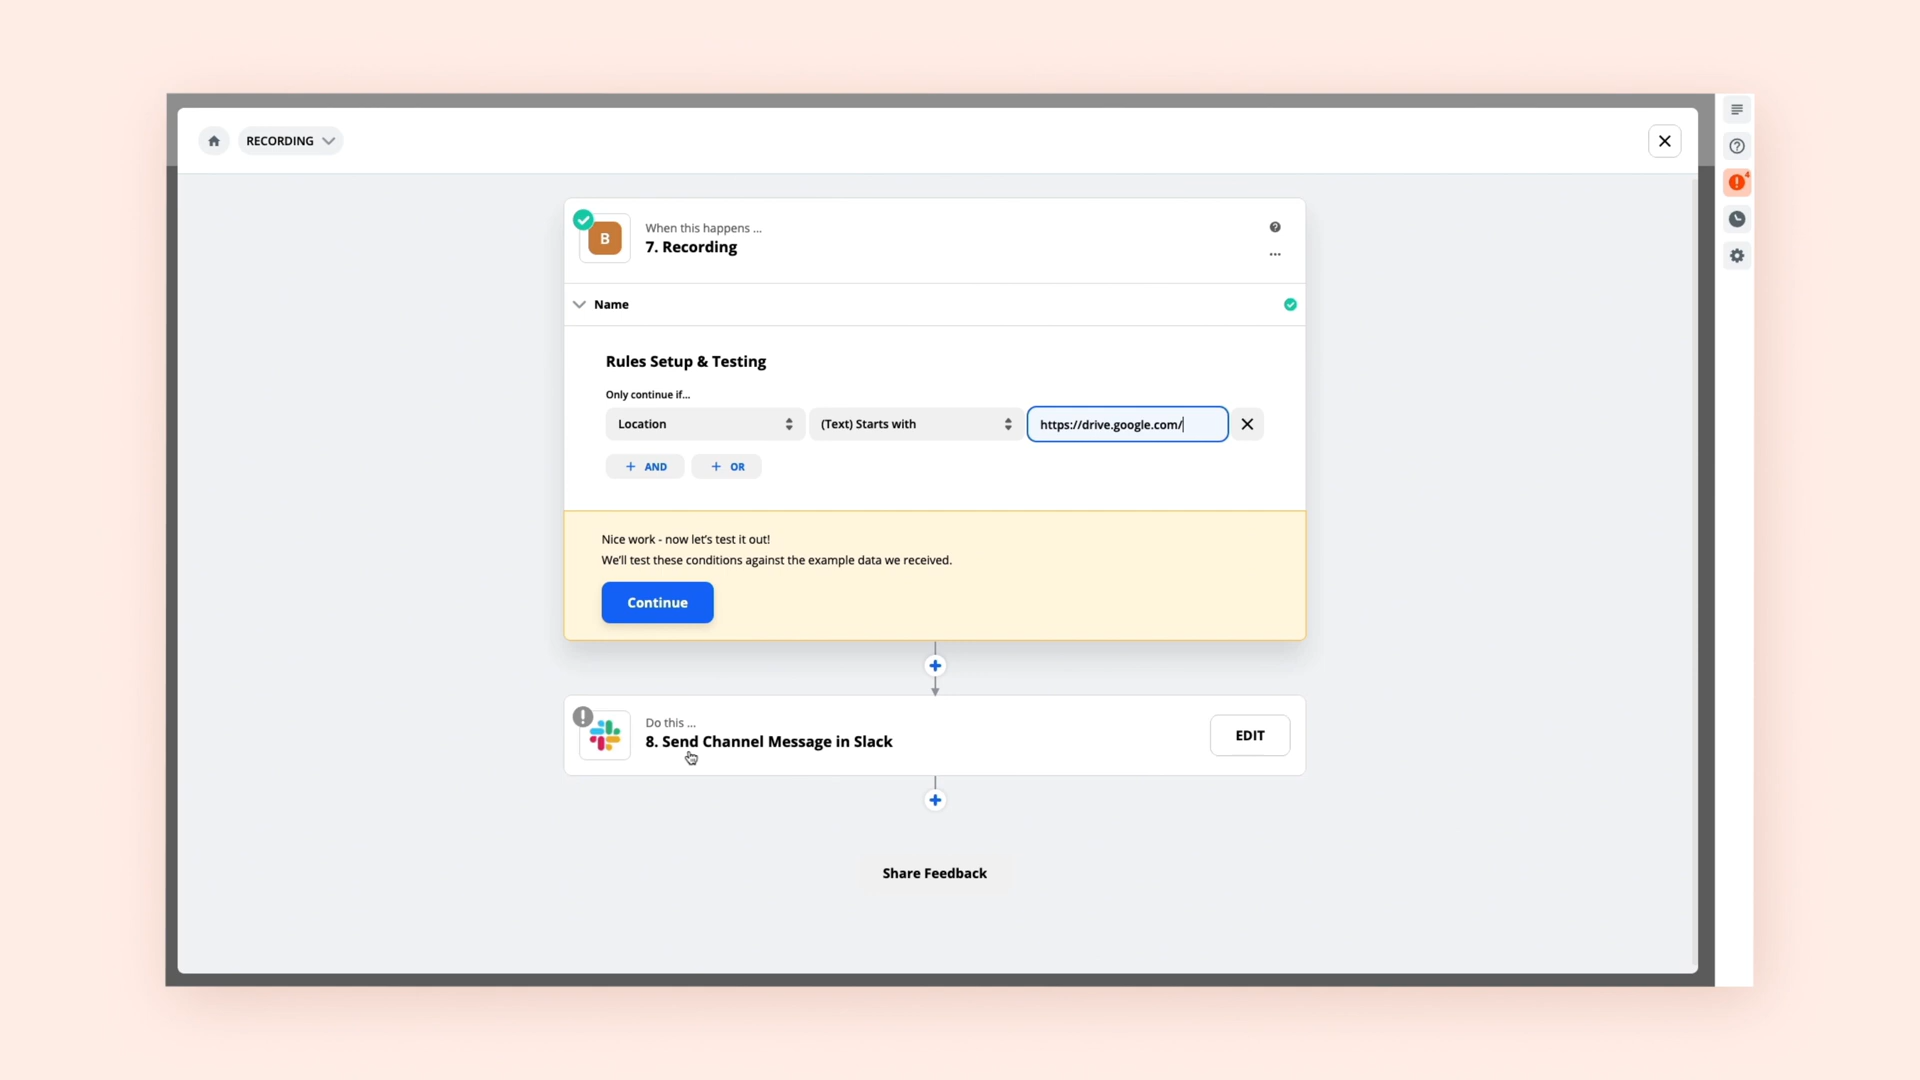 RECORDING
4
B
When this happens ...
7. Recording
...
Name
Rules Setup & Testing
Only continue if...
Location
(Text) Starts with
https://drive.google.com/
+ AND
+ OR
Nice work - now let's test it out!
We'll test these conditions against the example data we received.
Continue
Do this ...
8. Send Channel Message in Slack
EDIT
Share Feedback